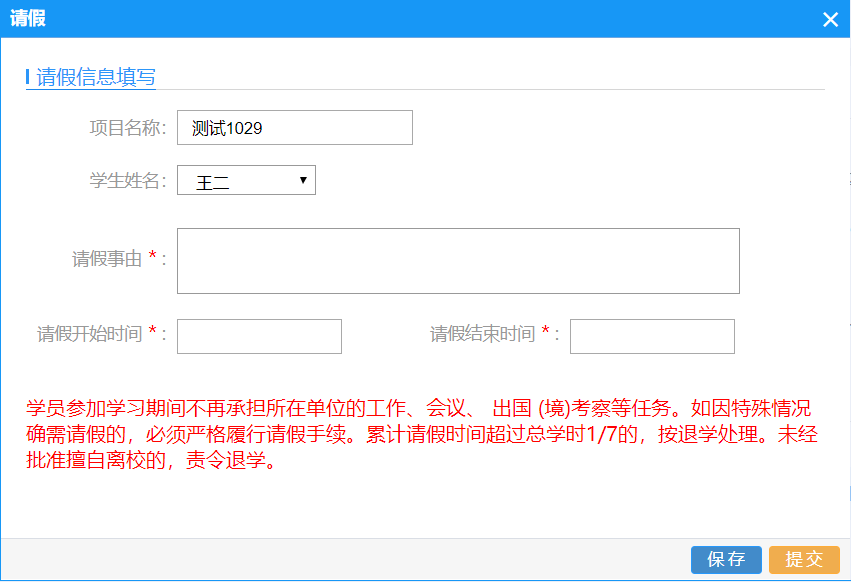 请假
请假信息填写
项目名称： 测试1029
学生姓名： 王二
请假事由 *：
请假开始时间 *： 请假结束时间 *：
学员参加学习期间不再承担所在单位的工作、会议、 出国 (境)考察等任务。如因特殊情况
确需请假的，必须严格履行请假手续。累计请假时间超过总学时1/7的，按退学处理。未经
批准擅自离校的，责令退学。
保存 提交